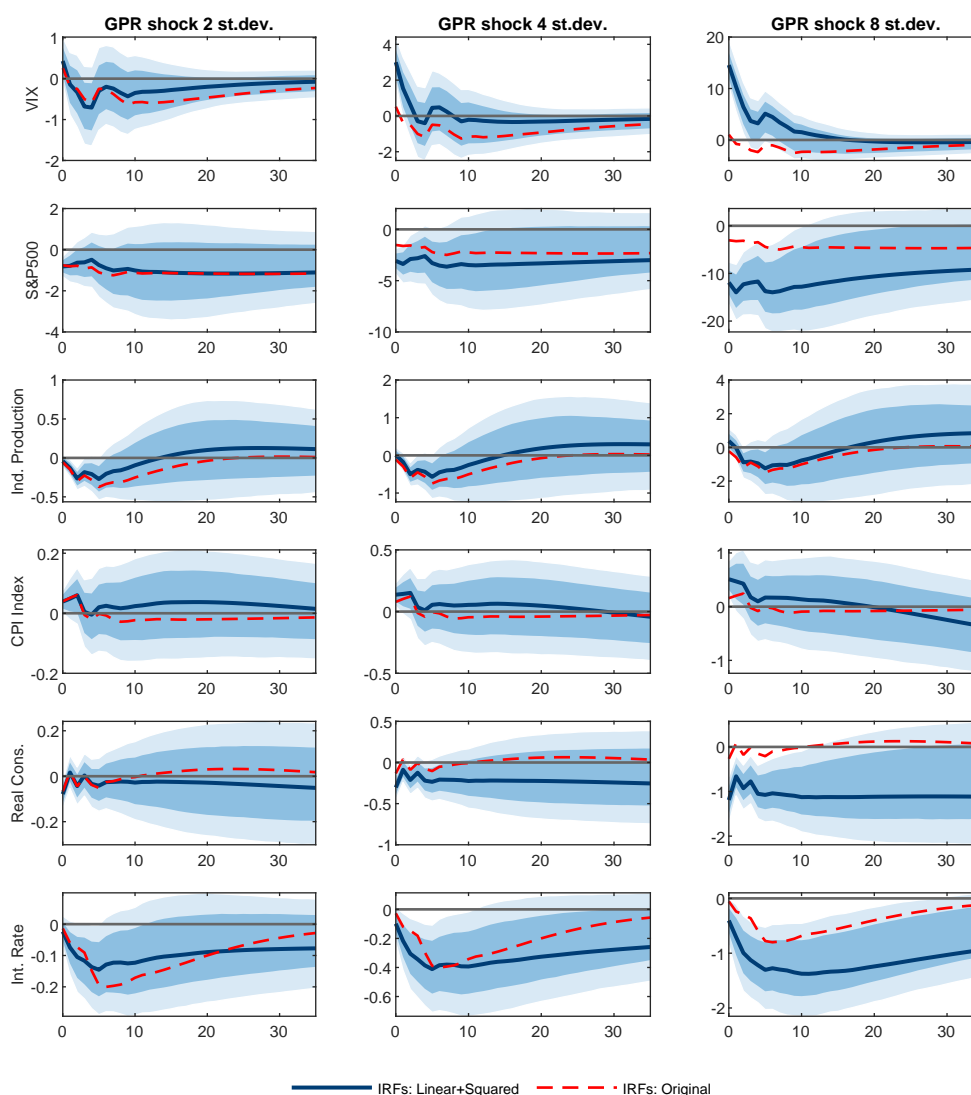 GPR shock 2 st.dev. GPR shock 4 st.dev. GPR shock 8 st.dev.
VIX
1 0 -1 -2
0 10 20 30
4 2 0 -2
0 10 20 30
20 10 0
0 10 20 30
S&P500
2 0 -2 -4
0 10 20 30
0 -5 -10
0 10 20 30
0 -10 -20
0 10 20 30
Ind. Production
1 0.5 0 -0.5
0 10 20 30
2 1 0 -1
0 10 20 30
4 2 0 -2
0 10 20 30
CPI Index
0.2 0 -0.2
0 10 20 30
0.5 0 -0.5
0 10 20 30
1 0 -1
0 10 20 30
Real Cons.
0.2 0 -0.2
0 10 20 30
0.5 0 -0.5 -1
0 10 20 30
0 -1 -2
0 10 20 30
Int. Rate
0 -0.1 -0.2
0 10 20 30
0 -0.2 -0.4 -0.6
0 10 20 30
0 -1 -2
0 10 20 30
IRFs: Linear+Squared IRFs: Original